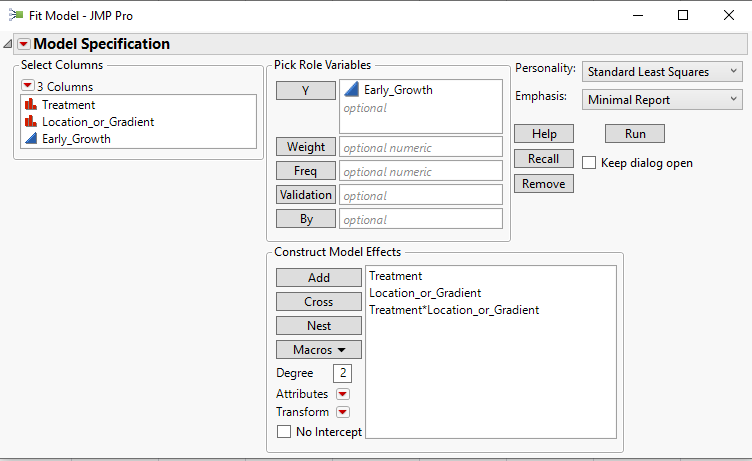 Fit Model - JMP Pro
Model Specification
Select Columns
3 Columns
Treatment
Location_or_Gradient
Early_Growth
Pick Role Variables
Y
Early_Growth
optional
Weight
optional numeric
Freq
optional numeric
Validation
optional
By
optional
Personality:
Standard Least Squares
Emphasis:
Minimal Report
Help
Run
Recall
Keep dialog open
Remove
Construct Model Effects
Add
Cross
Nest
Macros
Degree
2
Attributes
Transform
No Intercept
Treatment
Location_or_Gradient
Treatment*Location_or_Gradient